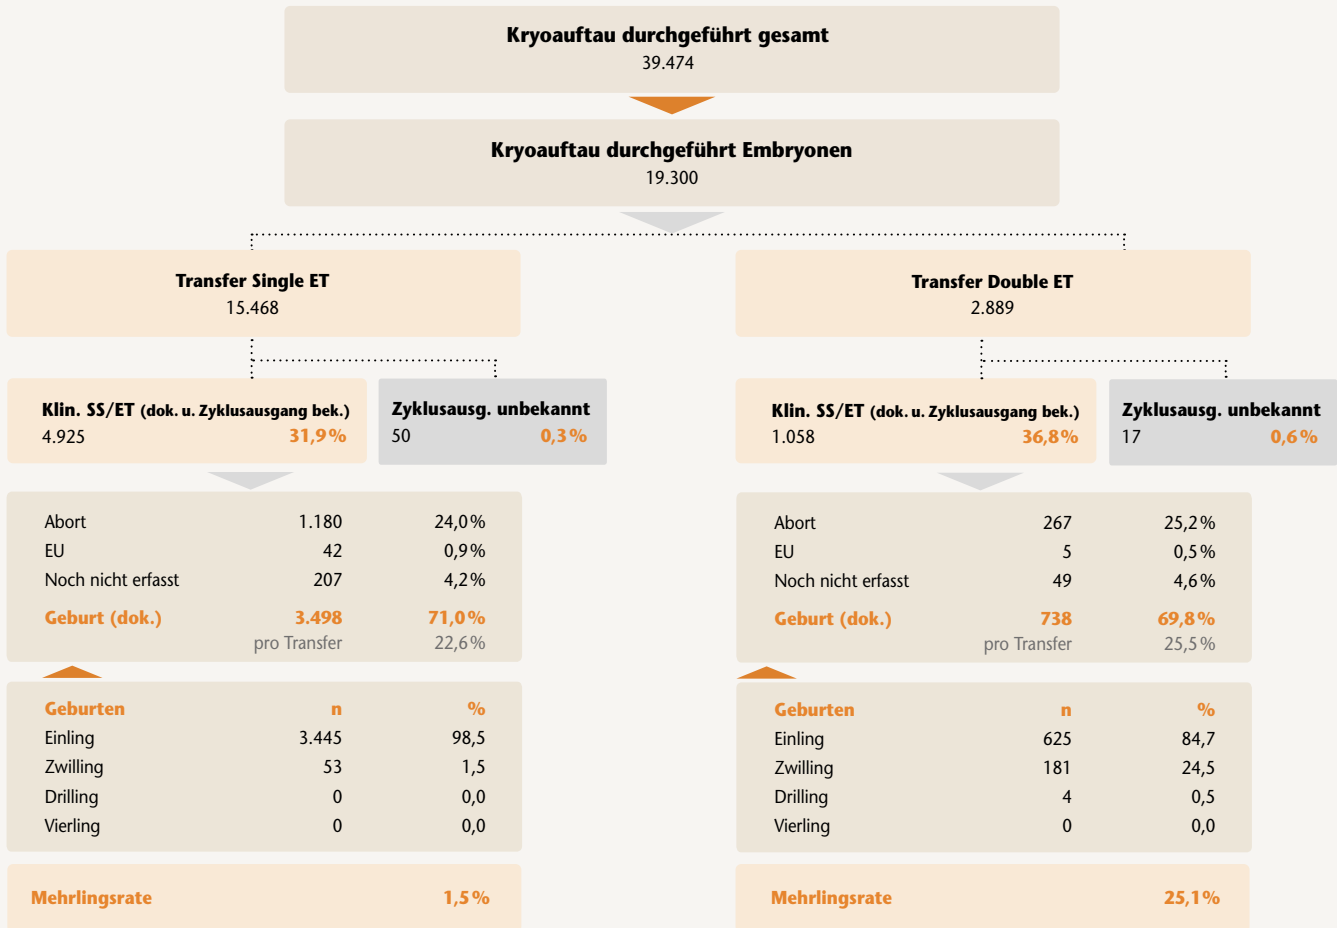 Kryoauftau durchgeführt gesamt
39.474
Kryoauftau durchgeführt Embryonen
19.300
Transfer Single ET
15.468
Klin. SS/ET (dok. u. Zyklusausgang bek.)
4.925 31,9%
Zyklusausg. unbekannt
50 0,3%
Abort 1.180 24,0%
EU 42 0,9%
Noch nicht erfasst 207 4,2%
Geburt (dok.) 3.498 71,0%
pro Transfer 22,6%
Geburten n %
Einling 3.445 98,5
Zwilling 53 1,5
Drilling 0 0,0
Vierling 0 0,0
Mehrlingsrate 1,5%
Transfer Double ET
2.889
Klin. SS/ET (dok. u. Zyklusausgang bek.)
1.058 36,8%
Zyklusausg. unbekannt
17 0,6%
Abort 267 25,2%
EU 5 0,5%
Noch nicht erfasst 49 4,6%
Geburt (dok.) 738 69,8%
pro Transfer 25,5%
Geburten n %
Einling 625 84,7
Zwilling 181 24,5
Drilling 4 0,5
Vierling 0 0,0
Mehrlingsrate 25,1%